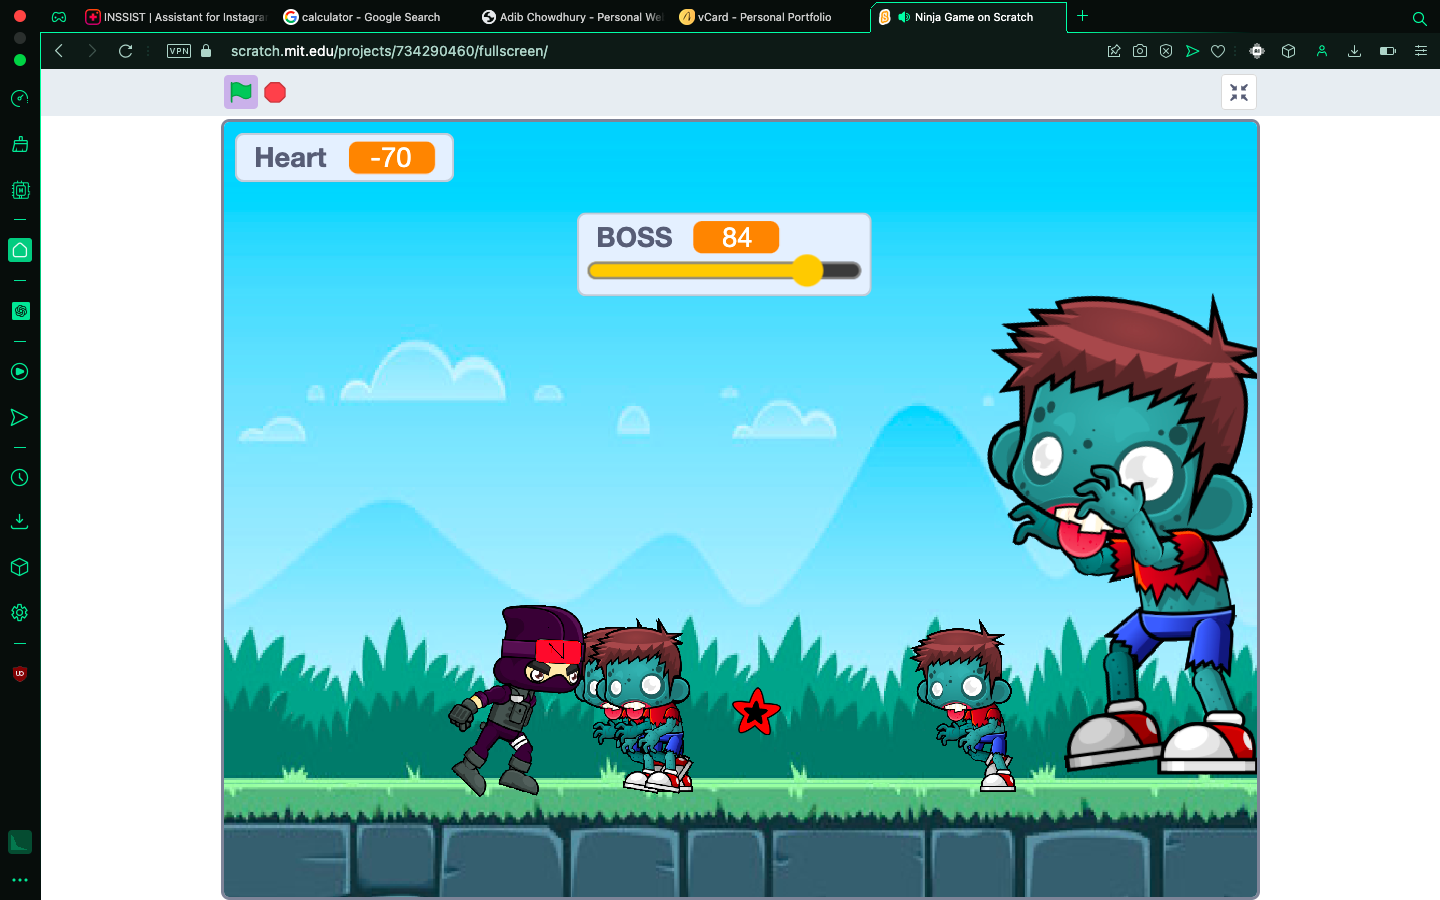 INSSIST | Assistant for Instagra
calculator - Google Search
Adib Chowdhury - Personal We
vCard - Personal Portfolio
Ninja Game on Scratch
VPN
scratch.mit.edu/projects/734290460/fullscreen/
Heart -70
BOSS 84